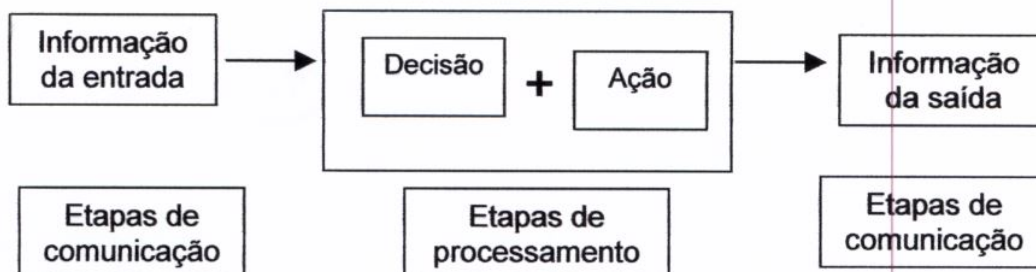 Informação
da entrada
Decisão
+
Ação
Informação
da saída
Etapas de
comunicação
Etapas de
processamento
Etapas de
comunicação